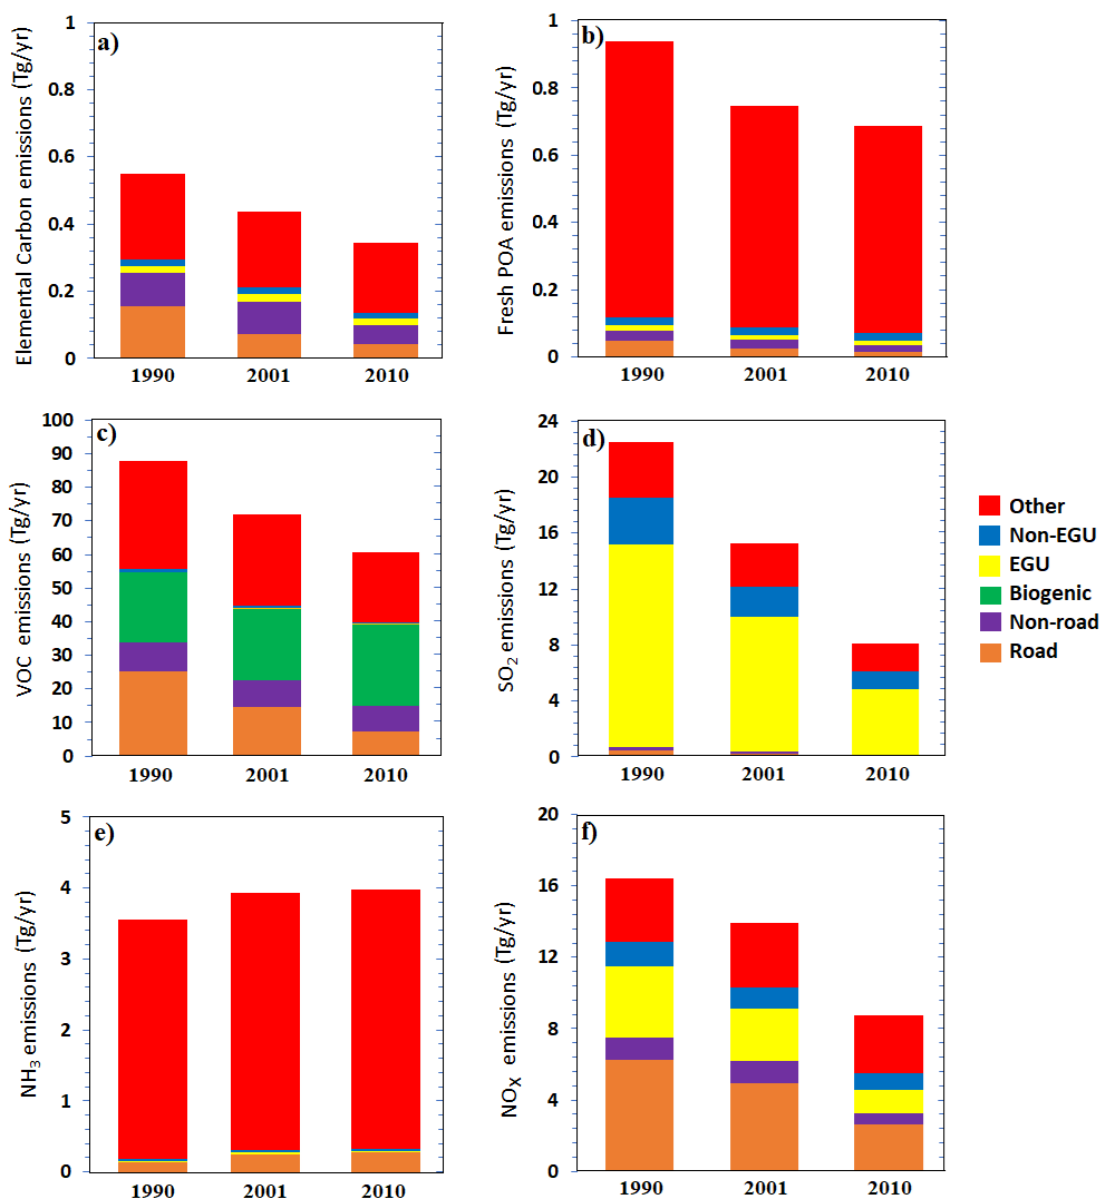 a)
Elemental Carbon emissions (Tg/yr)
1
0.8
0.6
0.4
0.2
0
1990 2001 2010
b)
Fresh POA emissions (Tg/yr)
1
0.8
0.6
0.4
0.2
0
1990 2001 2010
c)
VOC emissions (Tg/yr)
100
90
80
70
60
50
40
30
20
10
0
1990 2001 2010
d)
SO2 emissions (Tg/yr)
24
20
16
12
8
4
0
1990 2001 2010
Other
Non-EGU
EGU
Biogenic
Non-road
Road
e)
NH3 emissions (Tg/yr)
5
4
3
2
1
0
1990 2001 2010
f)
NOX emissions (Tg/yr)
20
16
12
8
4
0
1990 2001 2010